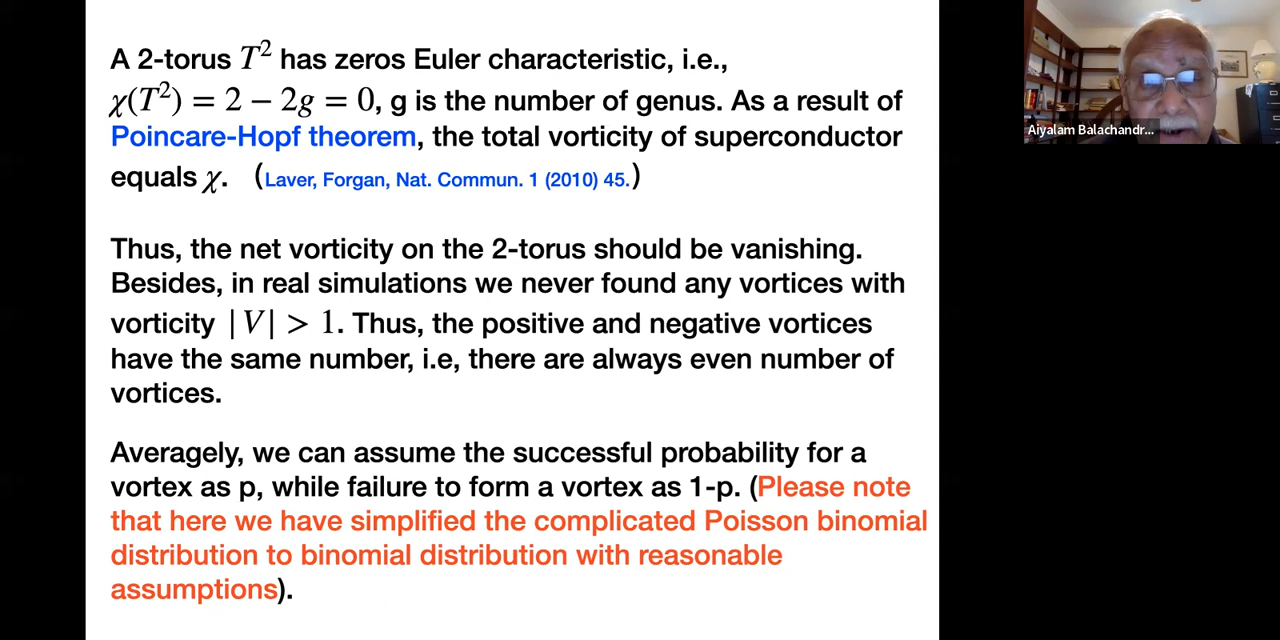 A 2-torus T² has zeros Euler characteristic, i.e.,
χ(T²) = 2 − 2g = 0, g is the number of genus. As a result of
Poincare-Hopf theorem, the total vorticity of superconductor
equals χ. (Laver, Forgan, Nat. Commun. 1 (2010) 45.)
Thus, the net vorticity on the 2-torus should be vanishing.
Besides, in real simulations we never found any vortices with
vorticity |V| > 1. Thus, the positive and negative vortices
have the same number, i.e, there are always even number of
vortices.
Averagely, we can assume the successful probability for a
vortex as p, while failure to form a vortex as 1-p. (Please note
that here we have simplified the complicated Poisson binomial
distribution to binomial distribution with reasonable
assumptions).
Aiyalam Balachandr...